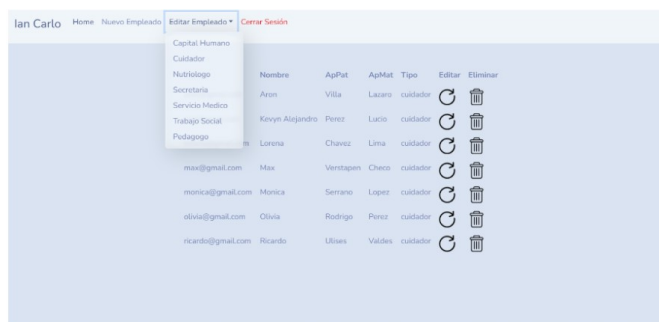 Ian Carlo Home Nuevo Empleado Editar Empleado Cerrar Sesión
Capital Humano
Cuidador
Nutriologo
Secretaria
Servicio Medico
Trabajo Social
Pedagogo
Nombre ApPat ApMat Tipo Editar Eliminar
Aron Villa Lazaro cuidador
Kevyn Alejandro Perez Lucio cuidador
m Lorena Chavez Lima cuidador
max@gmail.com Max Verstapen Checo cuidador
monica@gmail.com Monica Serrano Lopez cuidador
olivia@gmail.com Olivia Rodrigo Perez cuidador
ricardo@gmail.com Ricardo Ulises Valdes cuidador